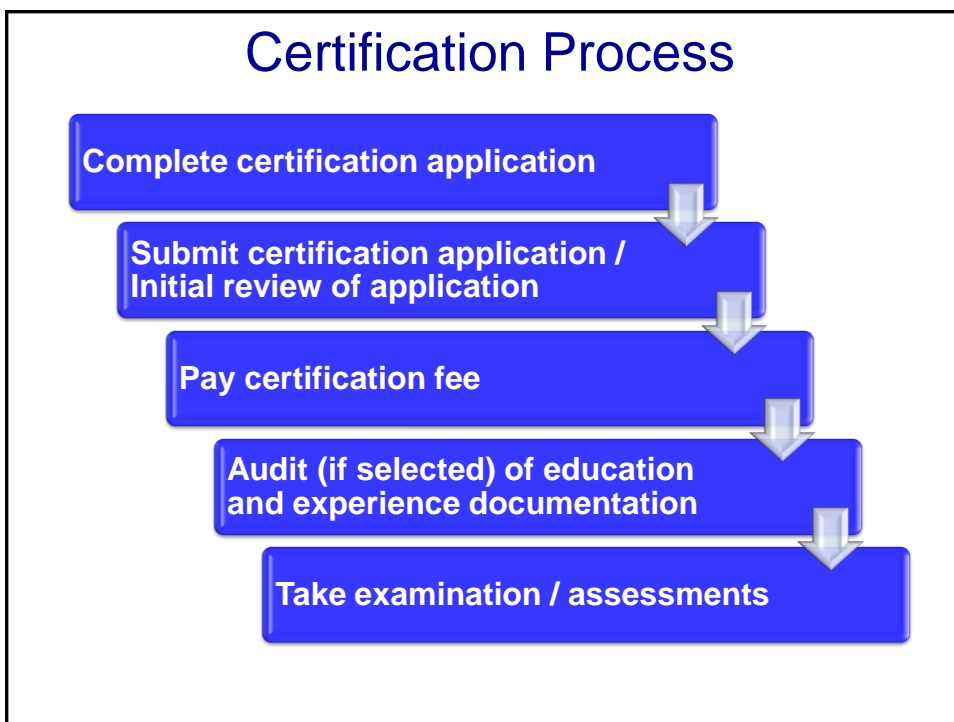 Certification Process
Complete certification application
Submit certification application /
Initial review of application
Pay certification fee
Audit (if selected) of education
and experience documentation
Take examination / assessments